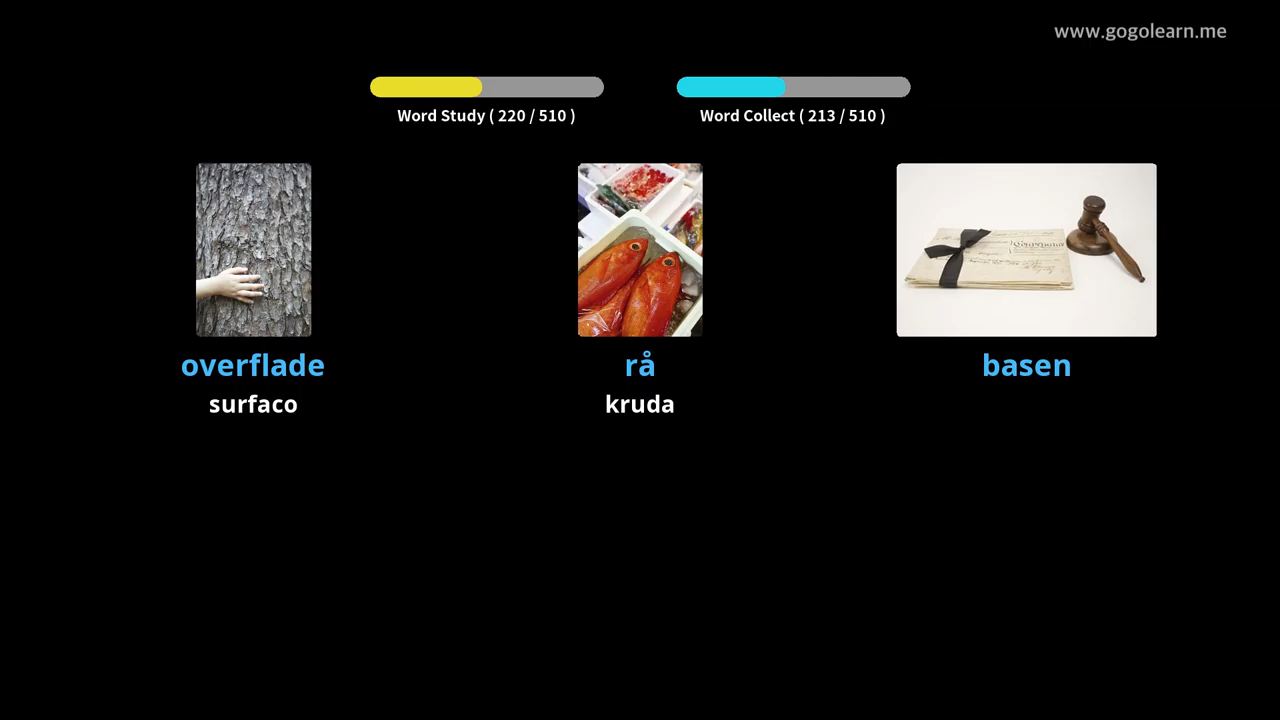 www.gogolearn.me
Word Study ( 220 / 510 )
Word Collect ( 213 / 510 )
overflade
rå
basen
surfaco
kruda